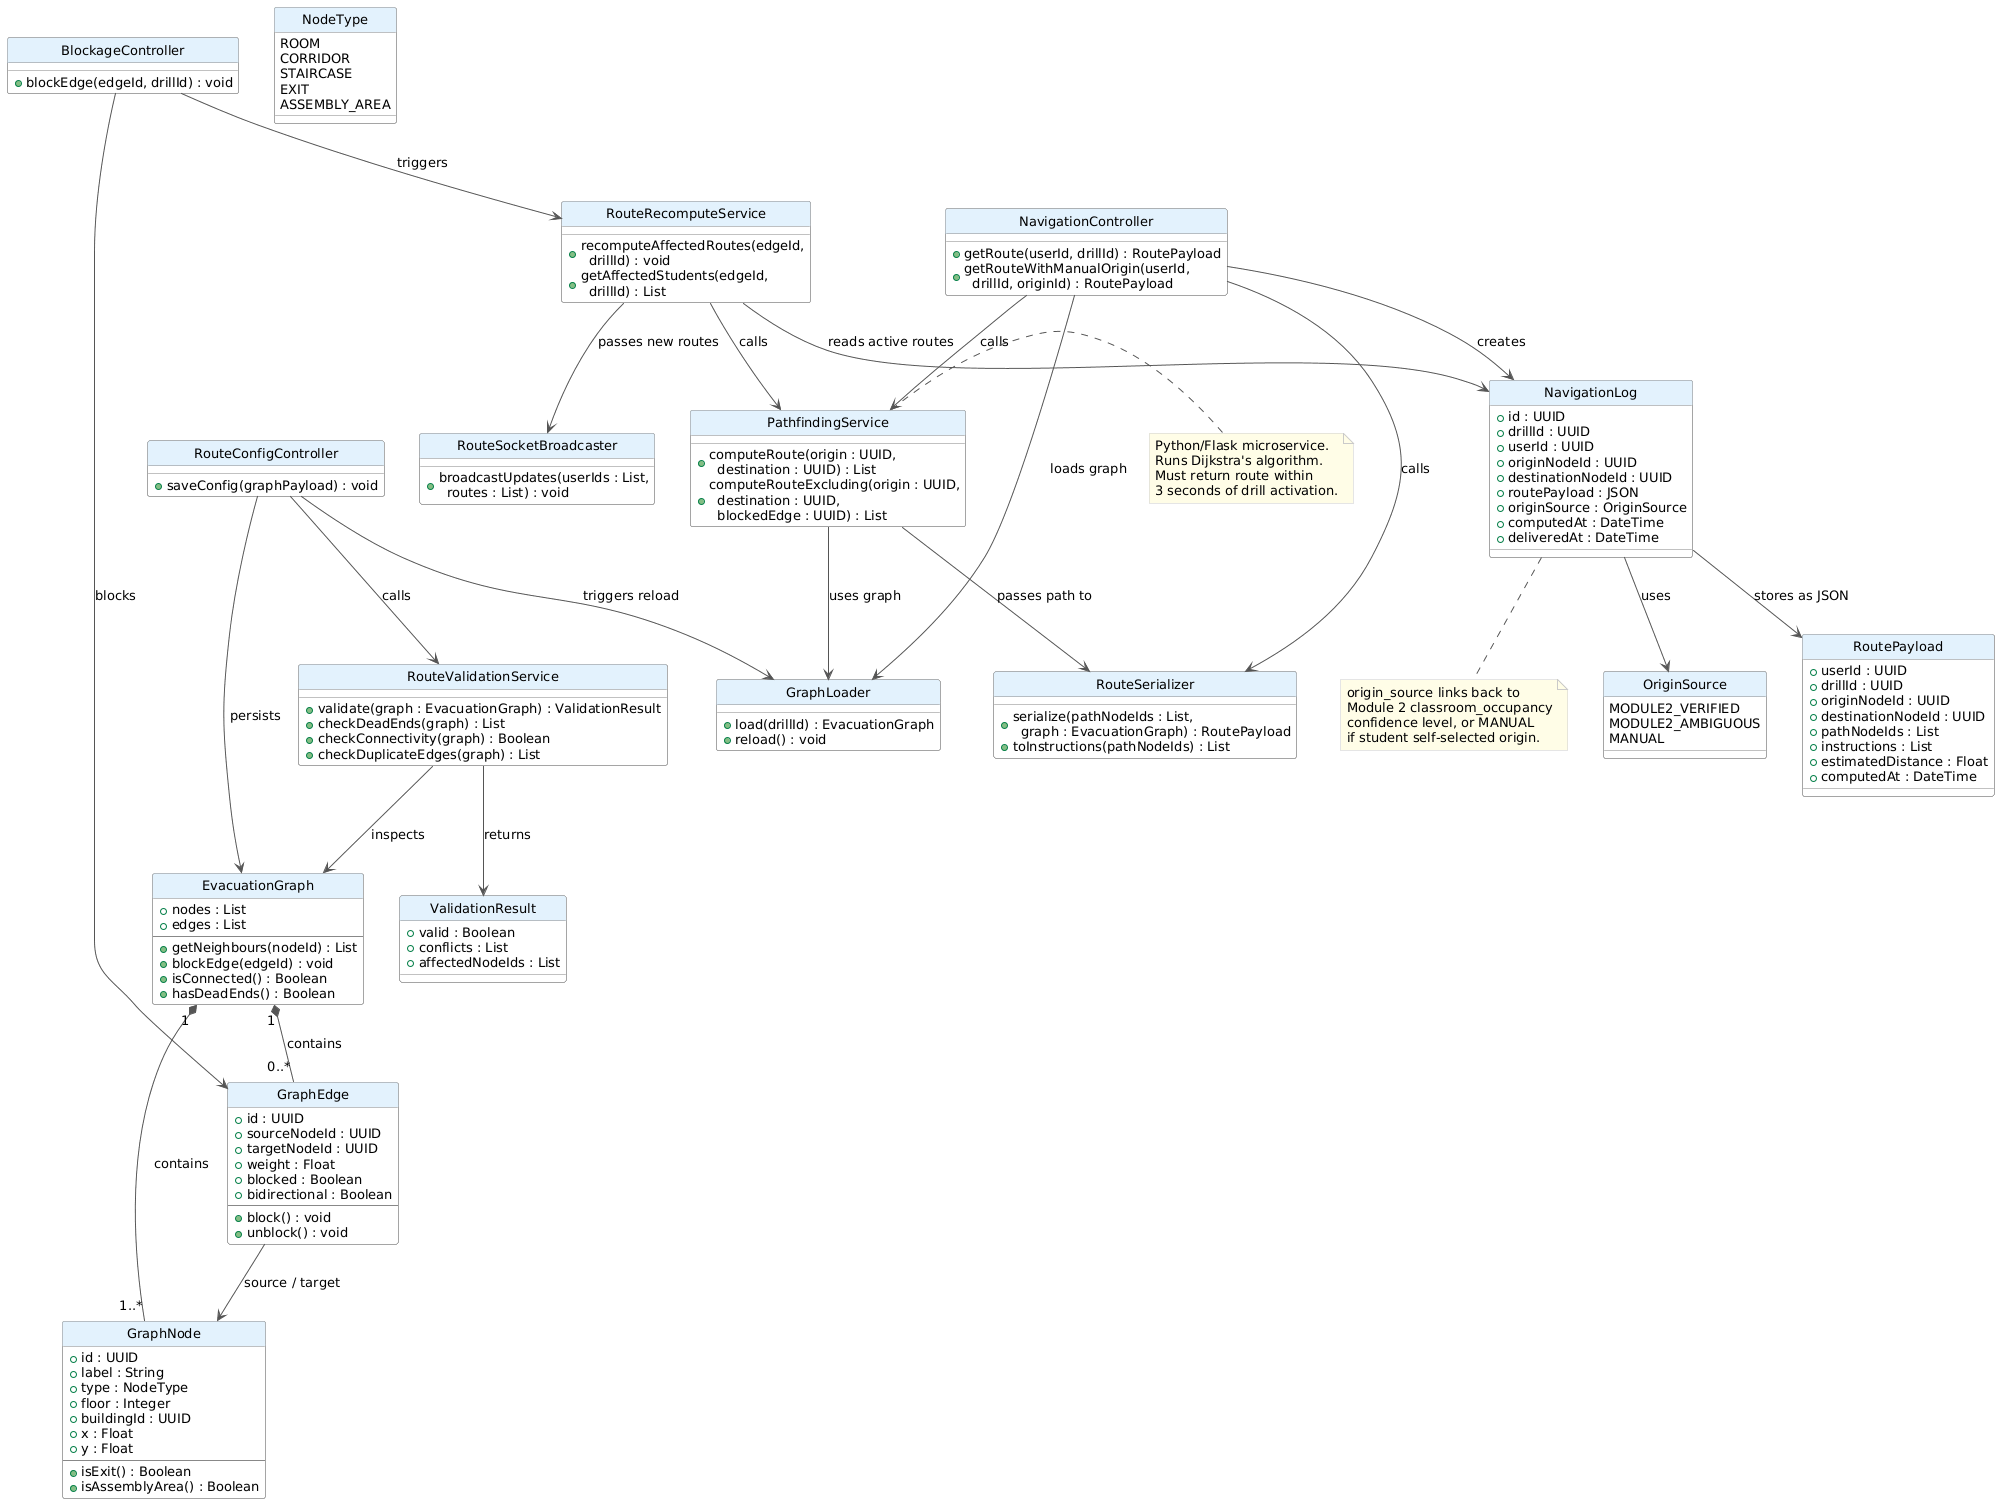 NodeType
ROOM
CORRIDOR
STAIRCASE
EXIT
ASSEMBLY_AREA
BlockageController
blockEdge(edgeId, drillId) : void
triggers
RouteRecomputeService
recomputeAffectedRoutes(edgeId,
drillId) : void
getAffectedStudents(edgeId,
drillId) : List
NavigationController
getRoute(userId, drillId) : RoutePayload
getRouteWithManualOrigin(userId,
drillId, originId) : RoutePayload
passes new routes
calls
reads active routes
calls
creates
NavigationLog
id : UUID
drillId : UUID
userId : UUID
originNodeId : UUID
destinationNodeId : UUID
routePayload : JSON
originSource : OriginSource
computedAt : DateTime
deliveredAt : DateTime
RouteConfigController
saveConfig(graphPayload) : void
RouteSocketBroadcaster
broadcastUpdates(userIds : List,
routes : List) : void
PathfindingService
computeRoute(origin : UUID,
destination : UUID) : List
computeRouteExcluding(origin : UUID,
destination : UUID,
blockedEdge : UUID) : List
loads graph
Python/Flask microservice.
Runs Dijkstra's algorithm.
Must return route within
3 seconds of drill activation.
calls
blocks
calls
triggers reload
uses graph
passes path to
uses
stores as JSON
persists
RouteValidationService
validate(graph : EvacuationGraph) : ValidationResult
checkDeadEnds(graph) : List
checkConnectivity(graph) : Boolean
checkDuplicateEdges(graph) : List
GraphLoader
load(drillId) : EvacuationGraph
reload() : void
RouteSerializer
serialize(pathNodeIds : List,
graph : EvacuationGraph) : RoutePayload
toInstructions(pathNodeIds) : List
origin_source links back to
Module 2 classroom_occupancy
confidence level, or MANUAL
if student self-selected origin.
OriginSource
MODULE2_VERIFIED
MODULE2_AMBIGUOUS
MANUAL
RoutePayload
userId : UUID
drillId : UUID
originNodeId : UUID
destinationNodeId : UUID
pathNodeIds : List
instructions : List
estimatedDistance : Float
computedAt : DateTime
inspects
returns
EvacuationGraph
nodes : List
edges : List
getNeighbours(nodeId) : List
blockEdge(edgeId) : void
isConnected() : Boolean
hasDeadEnds() : Boolean
ValidationResult
valid : Boolean
conflicts : List
affectedNodeIds : List
1
1
contains
0..*
GraphEdge
id : UUID
sourceNodeId : UUID
targetNodeId : UUID
weight : Float
blocked : Boolean
bidirectional : Boolean
block() : void
unblock() : void
contains
source / target
1..*
GraphNode
id : UUID
label : String
type : NodeType
floor : Integer
buildingId : UUID
x : Float
y : Float
isExit() : Boolean
isAssemblyArea() : Boolean